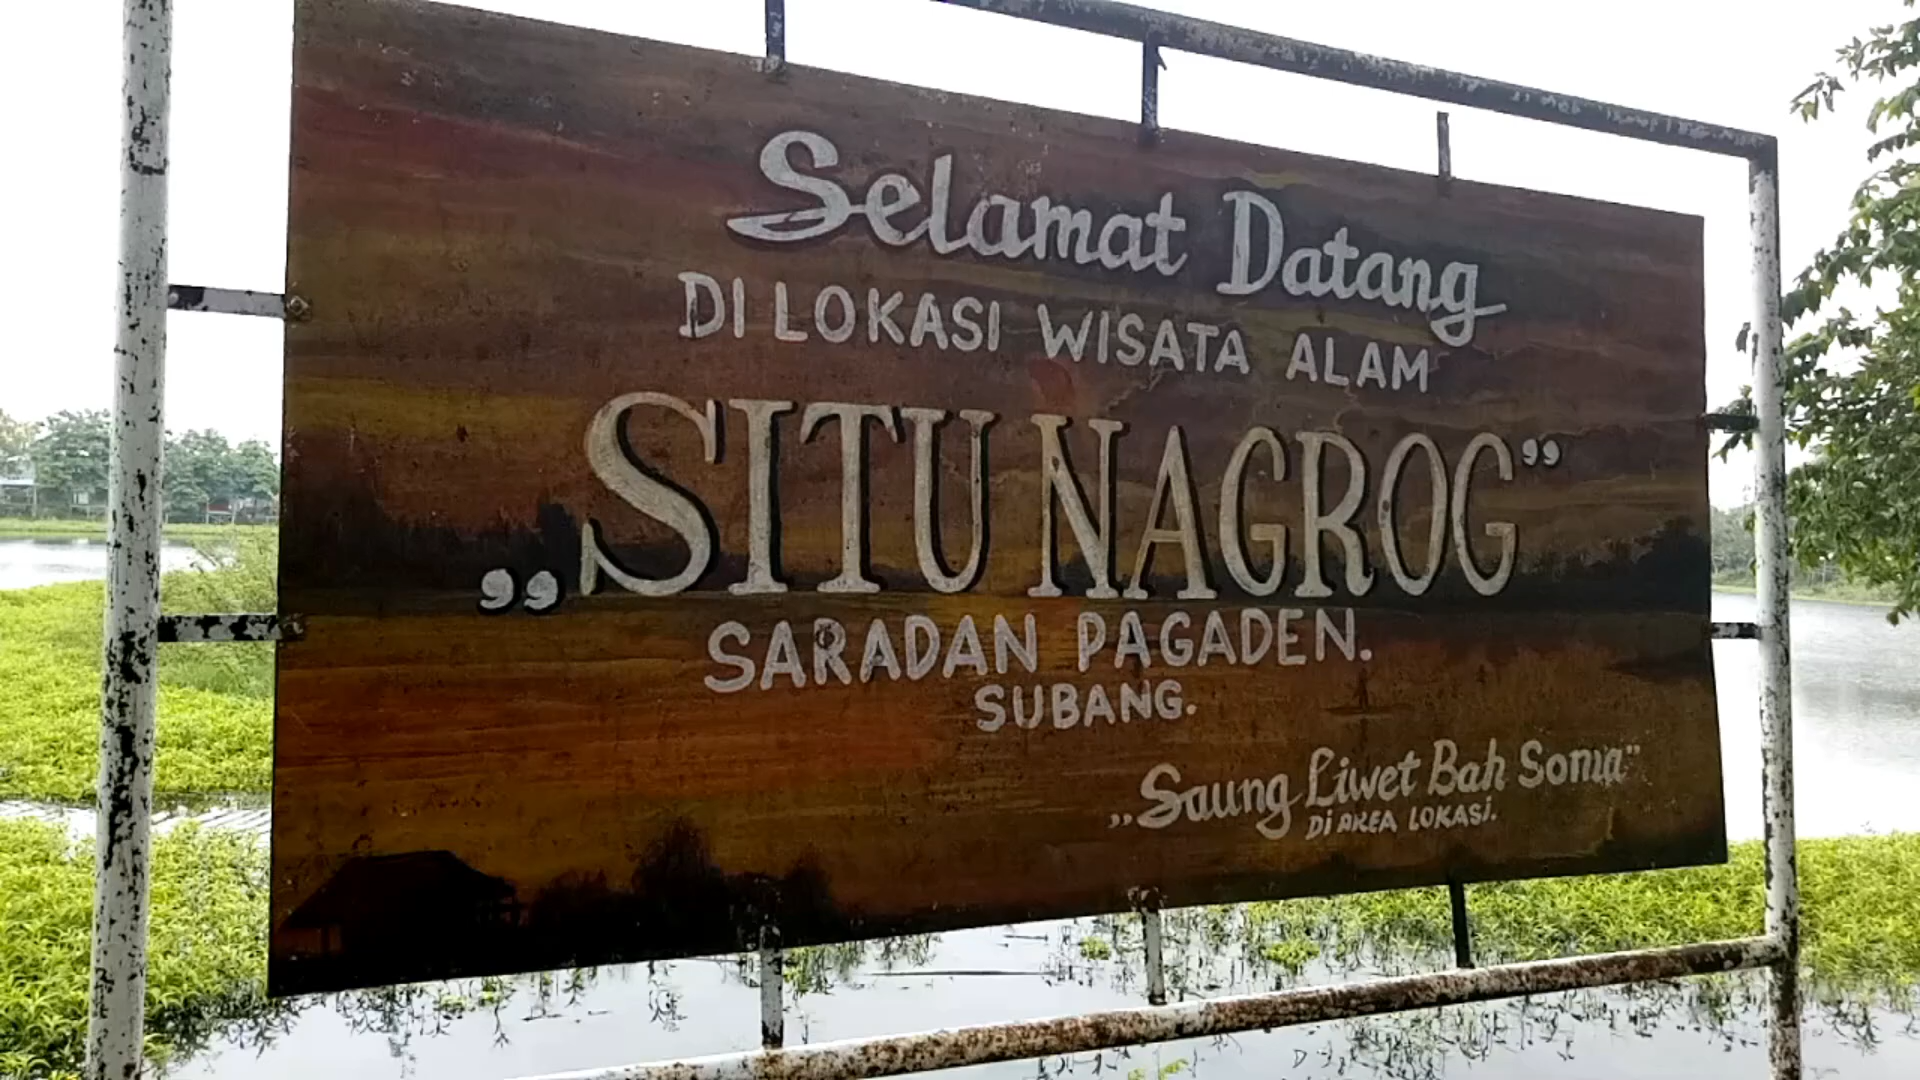 Selamat Datang
DI LOKASI WISATA ALAM
„SITU NAGROG”
SARADAN PAGADEN.
SUBANG.
„Saung Liwet Bah Soma”
Di AREA LOKASI.